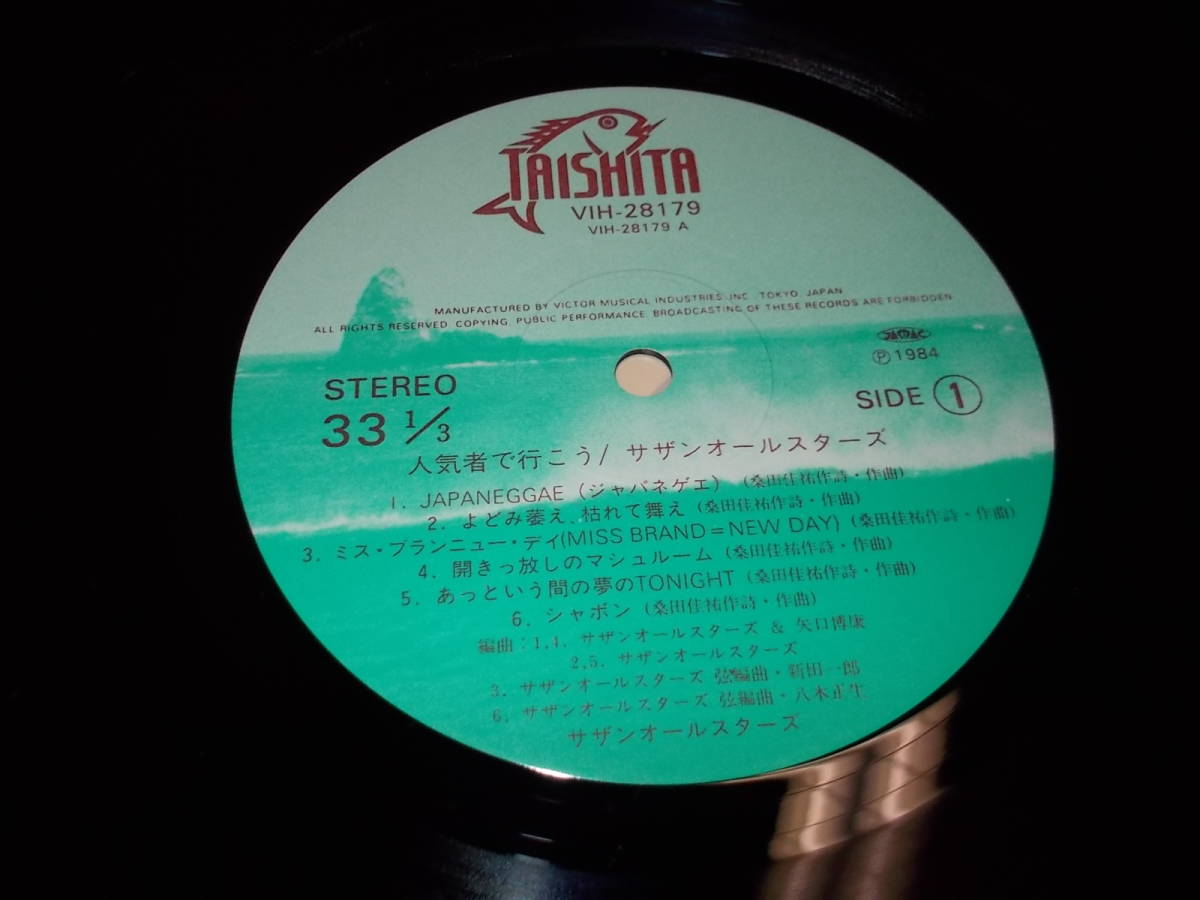 TAISHITA
VIH-28179
VIH-28179 A
MANUFACTURED BY VICTOR MUSICAL INDUSTRIES, INC. TOKYO, JAPAN
ALL RIGHTS RESERVED. COPYING, PUBLIC PERFORMANCE, BROADCASTING OF THESE RECORDS ARE FORBIDDEN
STEREO
33 1/3
℗1984
SIDE 1
人気者で行こう/ サザンオールスターズ
1. JAPANEGGAE (ジャパネゲエ) (桑田佳祐作詩・作曲)
2. よどみ萎え、枯れて舞え (桑田佳祐作詩・作曲)
3. ミス・ブランニュー・デイ(MISS BRAND=NEW DAY) (桑田佳祐作詩・作曲)
4. 開きっ放しのマシュルーム (桑田佳祐作詩・作曲)
5. あっという間の夢のTONIGHT (桑田佳祐作詩・作曲)
6. シャボン (桑田佳祐作詩・作曲)
編曲:1,4. サザンオールスターズ & 矢口博康
2,5. サザンオールスターズ
3. サザンオールスターズ 弦編曲・新田一郎
6. サザンオールスターズ 弦編曲・八木正生
サザンオールスターズ